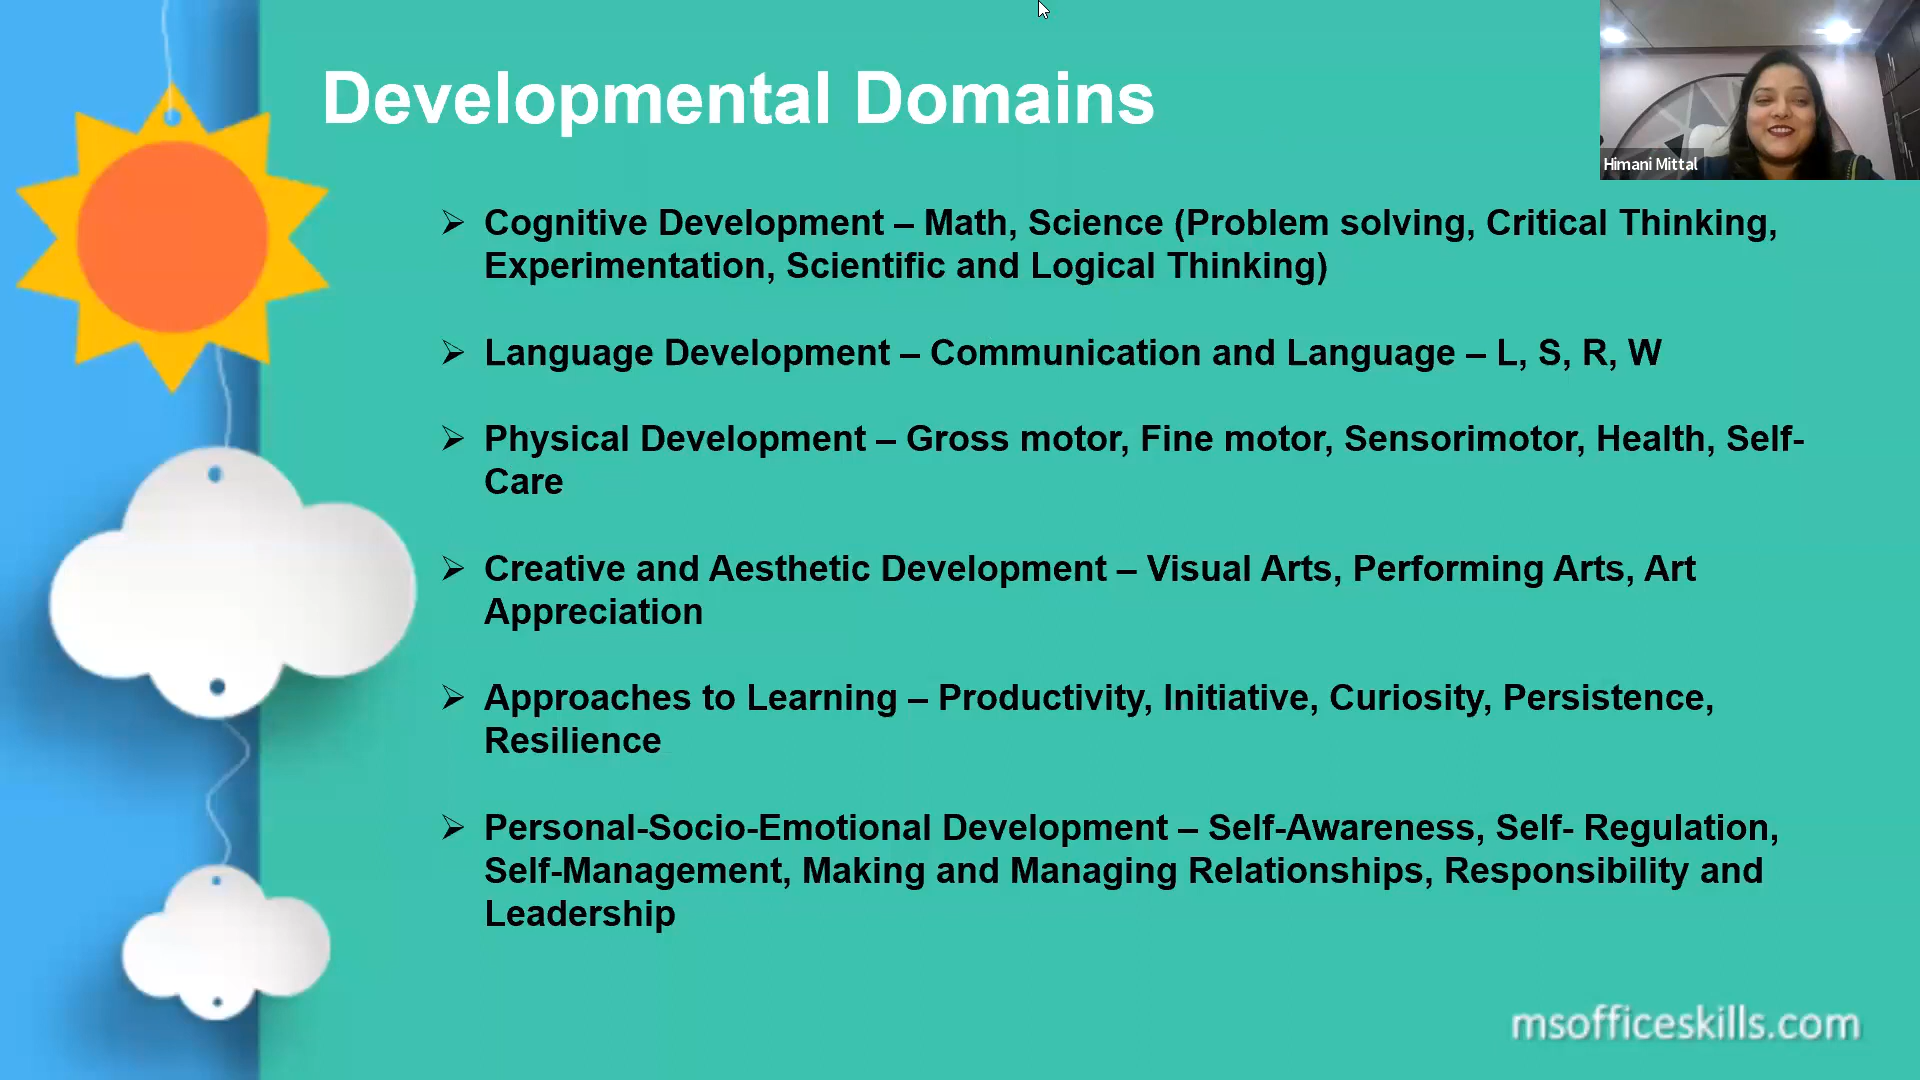 Developmental Domains
Himani Mittal
➢ Cognitive Development – Math, Science (Problem solving, Critical Thinking,
Experimentation, Scientific and Logical Thinking)
➢ Language Development – Communication and Language – L, S, R, W
➢ Physical Development – Gross motor, Fine motor, Sensorimotor, Health, Self-
Care
➢ Creative and Aesthetic Development – Visual Arts, Performing Arts, Art
Appreciation
➢ Approaches to Learning – Productivity, Initiative, Curiosity, Persistence,
Resilience
➢ Personal-Socio-Emotional Development – Self-Awareness, Self- Regulation,
Self-Management, Making and Managing Relationships, Responsibility and
Leadership
msofficeskills.com